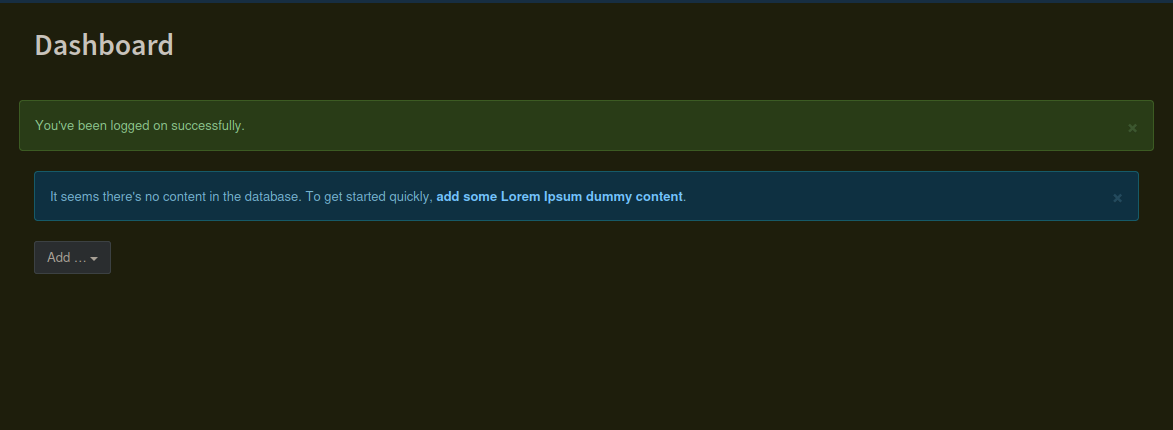 Dashboard
You've been logged on successfully.
×
It seems there's no content in the database. To get started quickly, add some Lorem Ipsum dummy content.
×
Add …